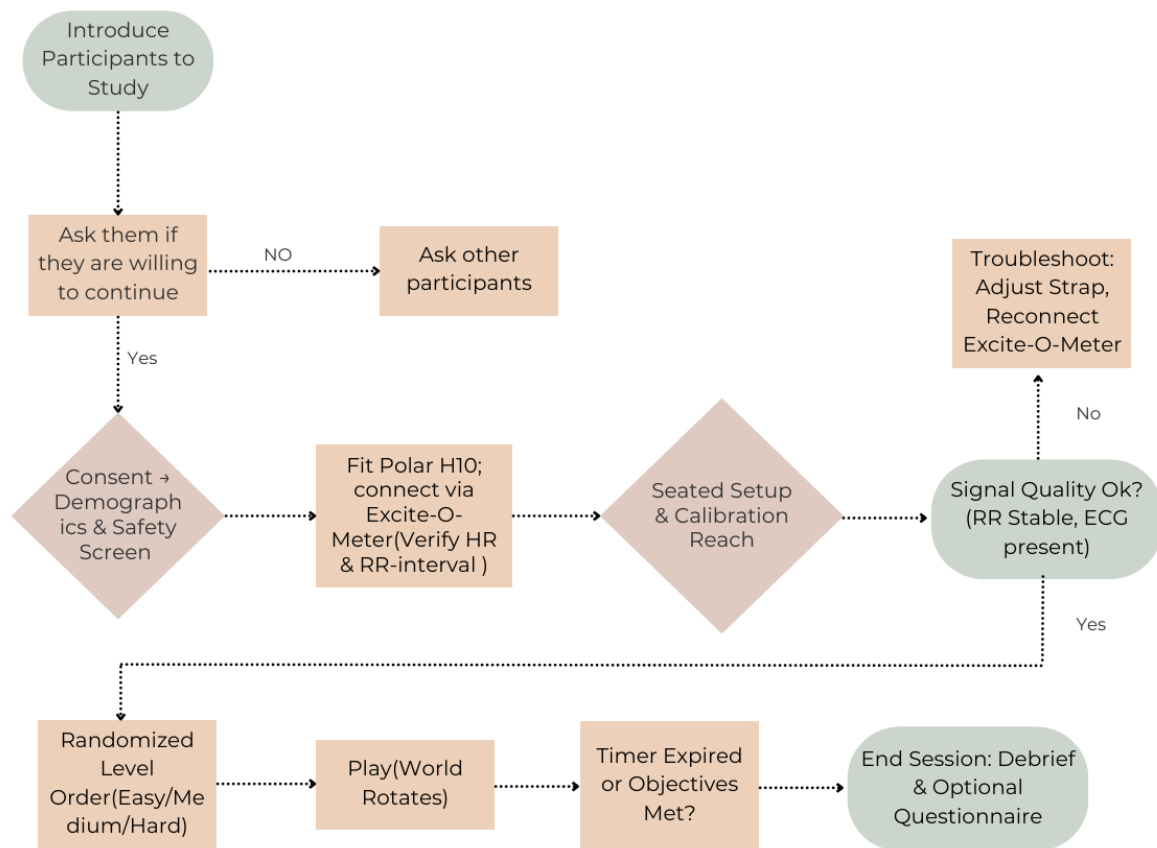 Introduce
Participants to
Study
Ask them if
they are willing
to continue
NO
Ask other
participants
Troubleshoot:
Adjust Strap,
Reconnect
Excite-O-Meter
Yes
No
Consent →
Demograph
ics & Safety
Screen
Fit Polar H10;
connect via
Excite-O-
Meter(Verify HR
& RR-interval )
Seated Setup
& Calibration
Reach
Signal Quality Ok?
(RR Stable, ECG
present)
Yes
Randomized
Level
Order(Easy/Me
dium/Hard)
Play(World
Rotates)
Timer Expired
or Objectives
Met?
End Session: Debrief
& Optional
Questionnaire